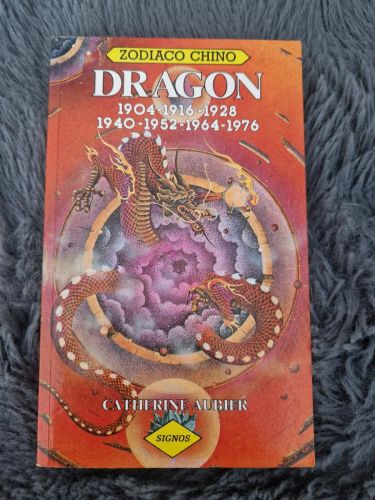 ZODIACO CHINO
DRAGON
1904-1916-1928
1940-1952-1964-1976
CATHERINE AUBIER
SIGNOS